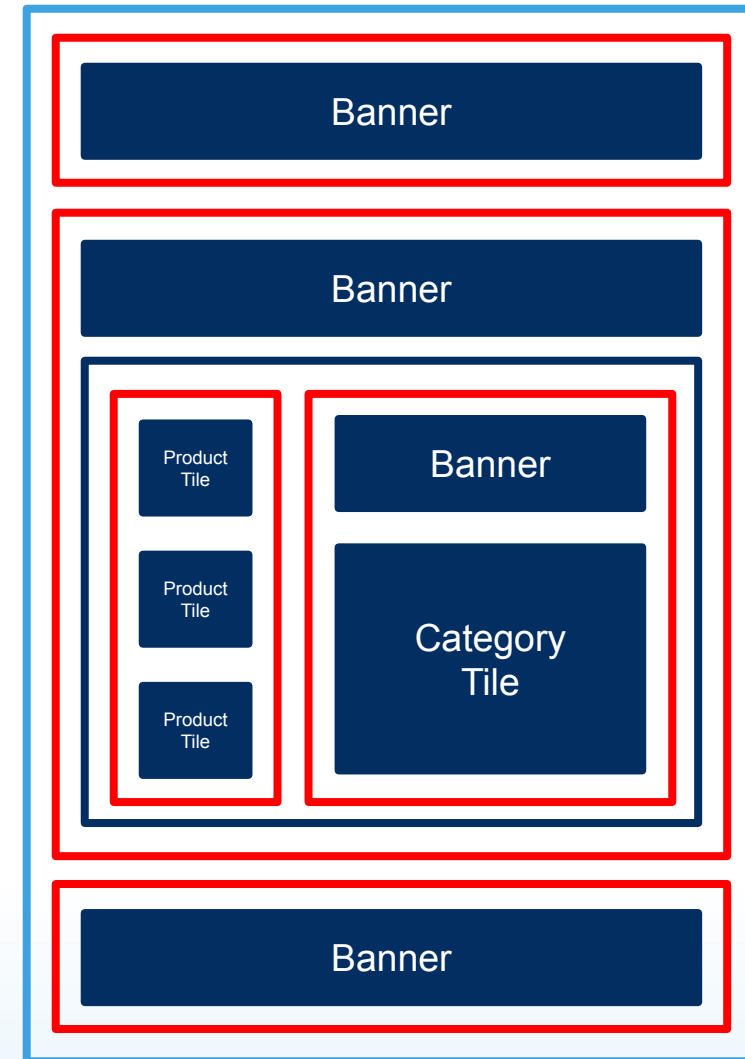 Banner
Banner
Product
Tile
Product
Tile
Product
Tile
Banner
Category
Tile
Banner